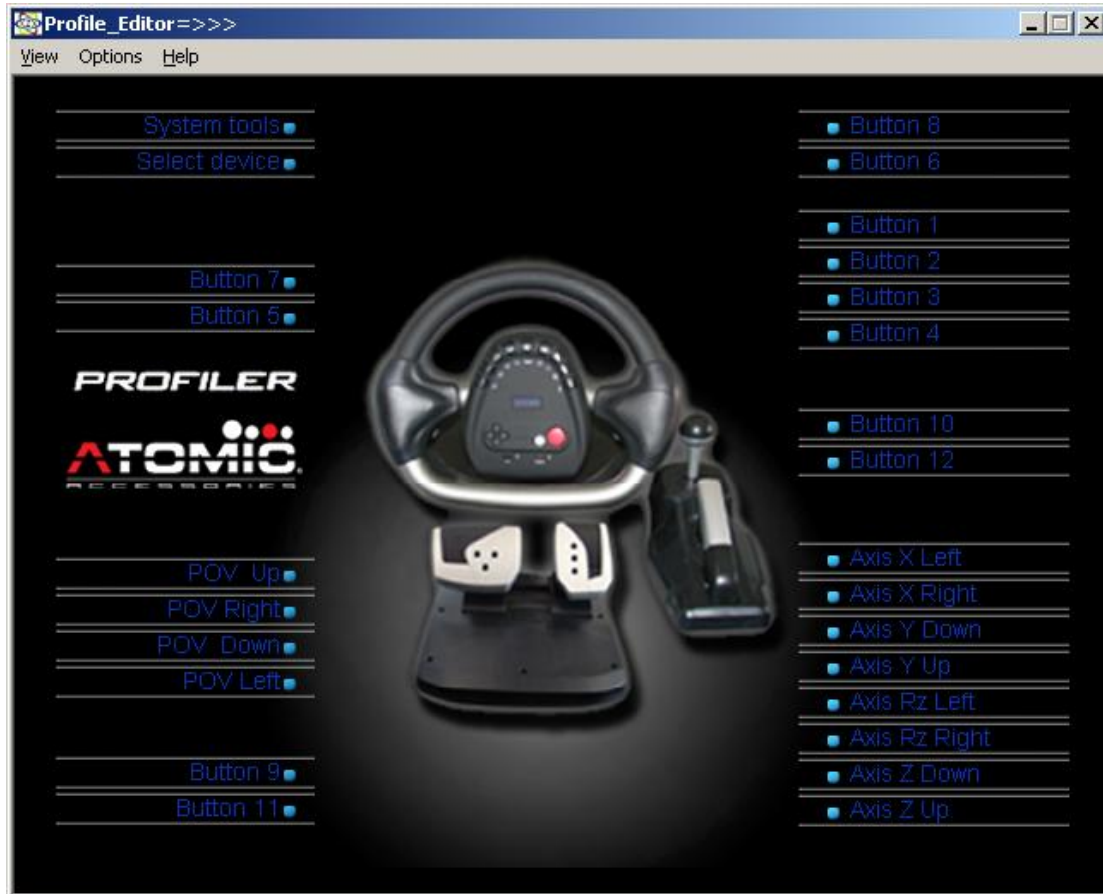 Profile_Editor=>>>
View Options Help
System tools
Select device
Button 7
Button 5
PROFILER
ATOMIC
ACCESSORIES
POV Up
POV Right
POV Down
POV Left
Button 9
Button 11
Button 8
Button 6
Button 1
Button 2
Button 3
Button 4
Button 10
Button 12
Axis X Left
Axis X Right
Axis Y Down
Axis Y Up
Axis Rz Left
Axis Rz Right
Axis Z Down
Axis Z Up